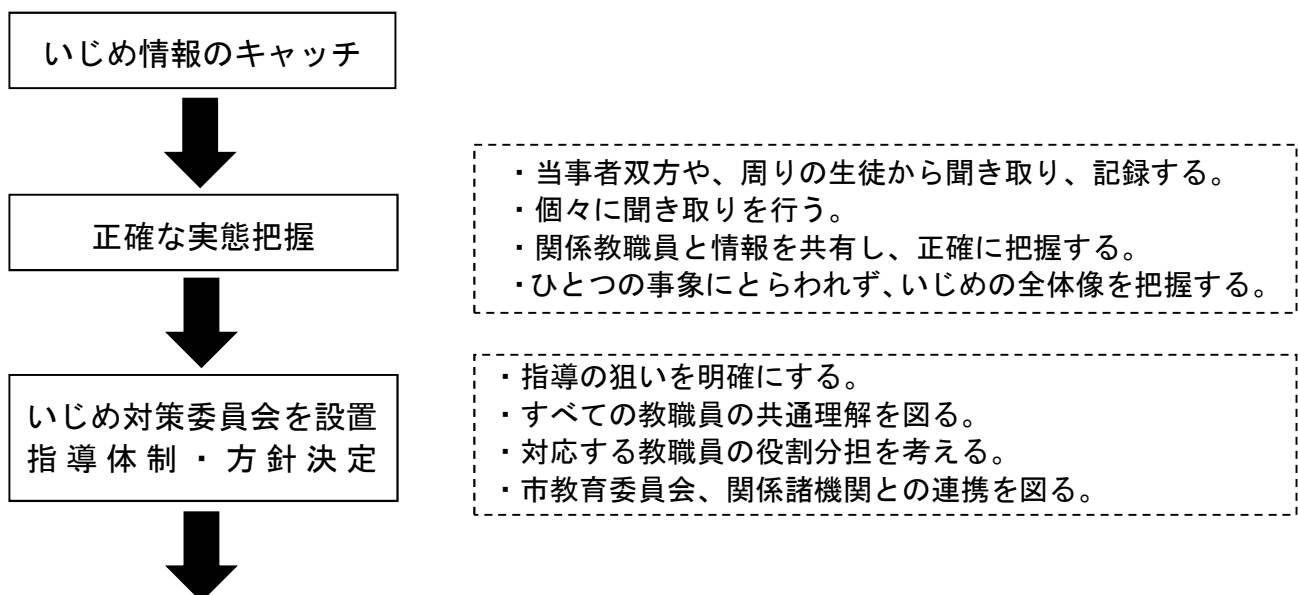 いじめ情報のキャッチ
正確な実態把握
・当事者双方や、周りの生徒から聞き取り、記録する。
・個々に聞き取りを行う。
・関係教職員と情報を共有し、正確に把握する。
・ひとつの事象にとらわれず、いじめの全体像を把握する。
いじめ対策委員会を設置
指導体制・方針決定
・指導の狙いを明確にする。
・すべての教職員の共通理解を図る。
・対応する教職員の役割分担を考える。
・市教育委員会、関係諸機関との連携を図る。